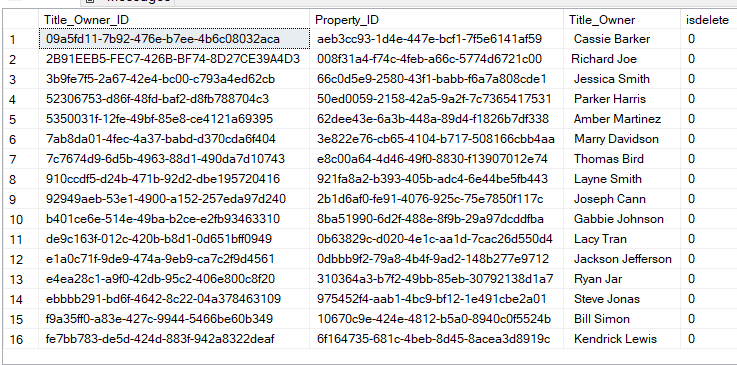 Title_Owner_ID Property_ID Title_Owner isdelete
1 09a5fd11-7b92-476e-b7ee-4b6c08032aca aeb3cc93-1d4e-447e-bcf1-7f5e6141af59 Cassie Barker 0
2 2B91EEB5-FEC7-426B-BF74-8D27CE39A4D3 008f31a4-f74c-4feb-a66c-5774d6721c00 Richard Joe 0
3 3b9fe7f5-2a67-42e4-bc00-c793a4ed62cb 66c0d5e9-2580-43f1-babb-f6a7a808cde1 Jessica Smith 0
4 52306753-d86f-48fd-baf2-d8fb788704c3 50ed0059-2158-42a5-9a2f-7c7365417531 Parker Harris 0
5 5350031f-12fe-49bf-85e8-ce4121a69395 62dee43e-6a3b-448a-89d4-f1826b7df338 Amber Martinez 0
6 7ab8da01-4fec-4a37-babd-d370cda6f404 3e822e76-cb65-4104-b717-508166cbb4aa Marry Davidson 0
7 7c7674d9-6d5b-4963-88d1-490da7d10743 e8c00a64-4d46-49f0-8830-f13907012e74 Thomas Bird 0
8 910ccdf5-d24b-471b-92d2-dbe195720416 921fa8a2-b393-405b-adc4-6e44be5fb443 Layne Smith 0
9 92949aeb-53e1-4900-a152-257eda97d240 2b1d6af0-fe91-4076-925c-75e7850f117c Joseph Cann 0
10 b401ce6e-514e-49ba-b2ce-e2fb93463310 8ba51990-6d2f-488e-8f9b-29a97dcddfba Gabbie Johnson 0
11 de9c163f-012c-420b-b8d1-0d651bff0949 0b63829c-d020-4e1c-aa1d-7cac26d550d4 Lacy Tran 0
12 e1a0c71f-9de9-474a-9eb9-ca7c2f9d4561 0dbbb9f2-79a8-4b4f-9ad2-148b277e9712 Jackson Jefferson 0
13 e4ea28c1-a9f0-42db-95c2-406e800c8f20 310364a3-b7f2-49bb-85eb-30792138d1a7 Ryan Jar 0
14 ebbbb291-bd6f-4642-8c22-04a378463109 975452f4-aab1-4bc9-bf12-1e491cbe2a01 Steve Jonas 0
15 f9a35ff0-a83e-427c-9944-5466be60b349 10670c9e-424e-4812-b5a0-8940c0f5524b Bill Simon 0
16 fe7bb783-de5d-424d-883f-942a8322deaf 6f164735-681c-4beb-8d45-8acea3d8919c Kendrick Lewis 0